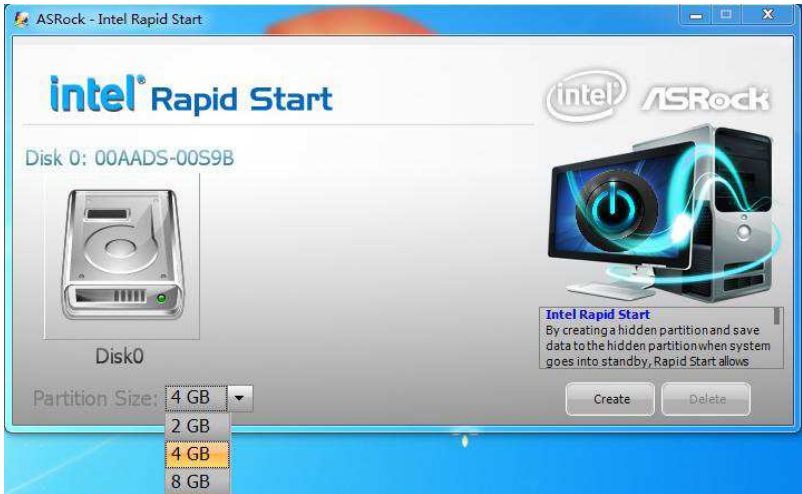 ASRock - Intel Rapid Start
intel® Rapid Start
intel ASRock
Disk 0: 00AADS-00S9B
Disk0
Intel Rapid Start
By creating a hidden partition and save
data to the hidden partition when system
goes into standby, Rapid Start allows
Partition Size: 4 GB
2 GB
4 GB
8 GB
Create Delete